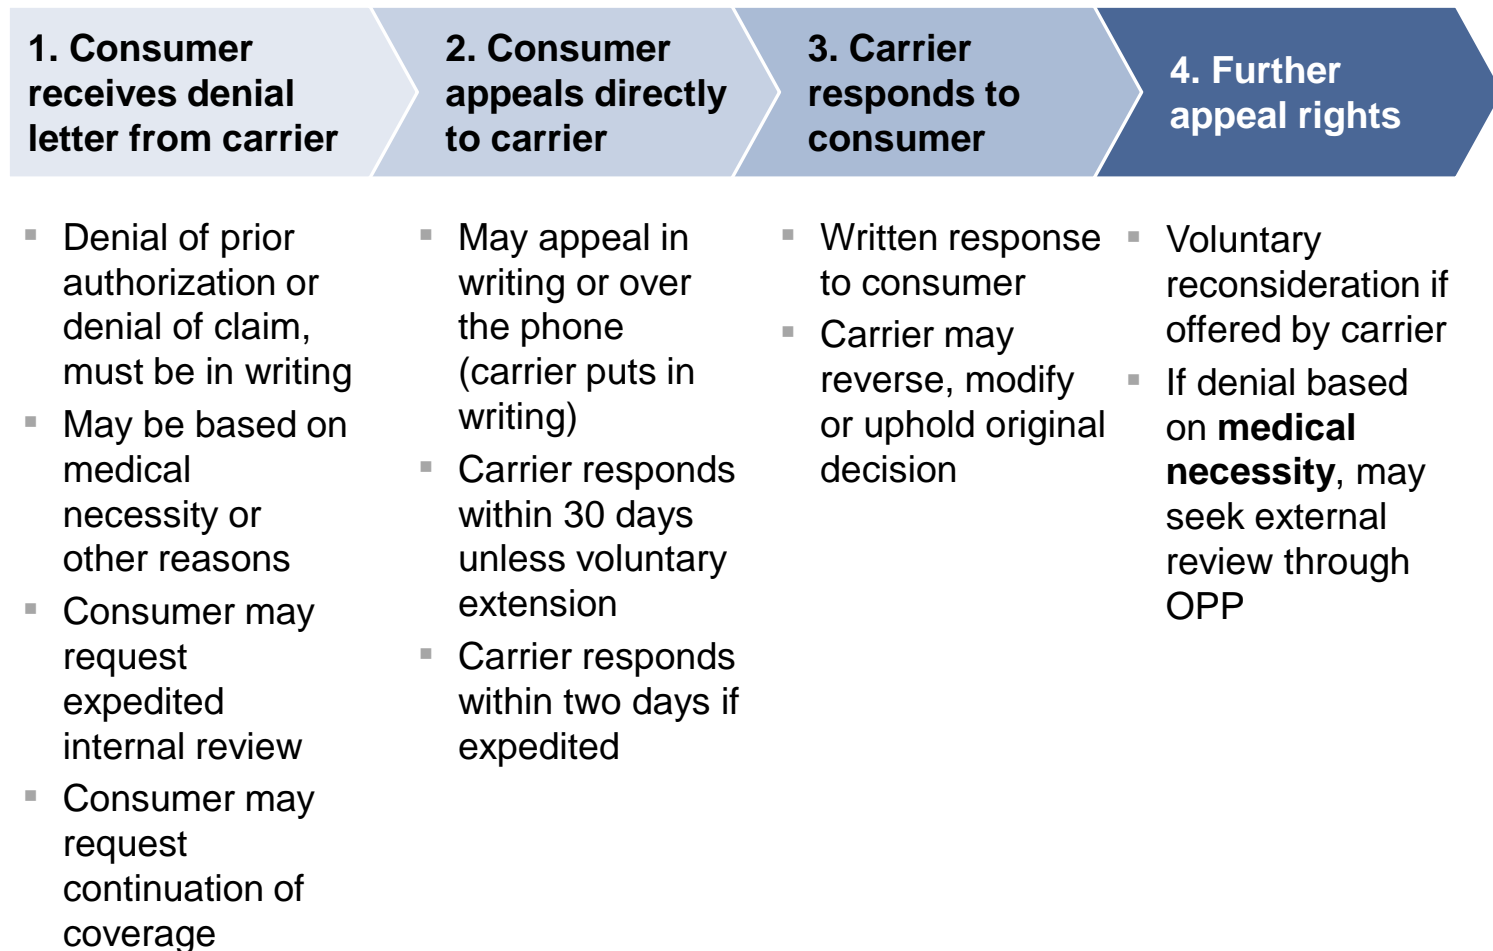 1. Consumer
receives denial
letter from carrier
2. Consumer
appeals directly
to carrier
3. Carrier
responds to
consumer
4. Further
appeal rights
▪ Denial of prior
authorization or
denial of claim,
must be in writing
▪ May be based on
medical
necessity or
other reasons
▪ Consumer may
request
expedited
internal review
▪ Consumer may
request
continuation of
coverage
▪ May appeal in
writing or over
the phone
(carrier puts in
writing)
▪ Carrier responds
within 30 days
unless voluntary
extension
▪ Carrier responds
within two days if
expedited
▪ Written response
to consumer
▪ Carrier may
reverse, modify
or uphold original
decision
▪ Voluntary
reconsideration if
offered by carrier
▪ If denial based
on medical
necessity, may
seek external
review through
OPP